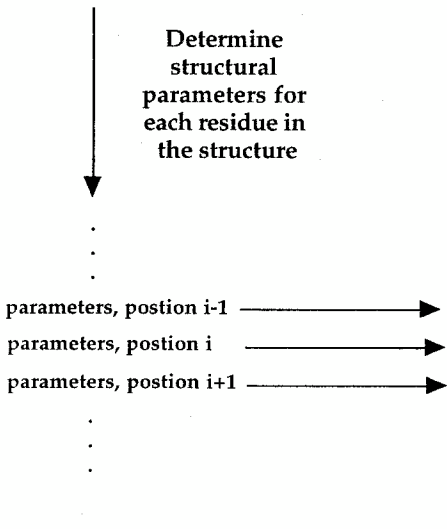 Determine
structural
parameters for
each residue in
the structure
.
.
.
parameters, postion i-1
parameters, postion i
parameters, postion i+1
.
.
.